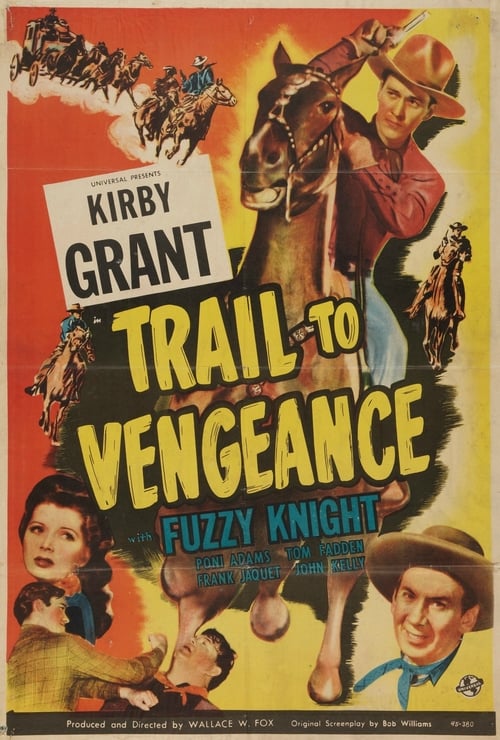 UNIVERSAL PRESENTS
KIRBY
GRANT
in
TRAIL TO
VENGEANCE
with FUZZY KNIGHT
PONI ADAMS TOM FADDEN
FRANK JAQUET JOHN KELLY
UNIVERSAL
Produced and Directed by WALLACE W. FOX Original Screenplay by Bob Williams 45-380